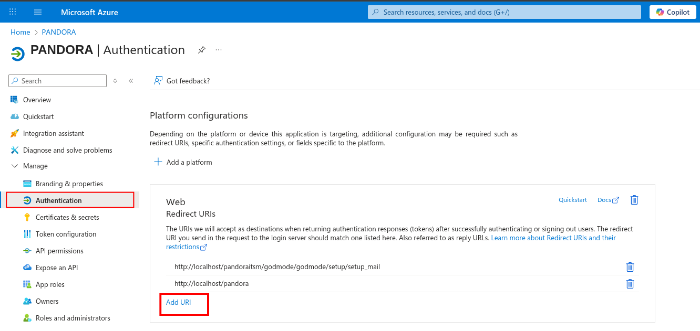 Microsoft Azure
Search resources, services, and docs (G+/)
Copilot
Home > PANDORA
PANDORA | Authentication
Search
Got feedback?
Overview
Quickstart
Integration assistant
Diagnose and solve problems
Manage
Branding & properties
Authentication
Certificates & secrets
Token configuration
API permissions
Expose an API
App roles
Owners
Roles and administrators
Platform configurations
Depending on the platform or device this application is targeting, additional configuration may be required such as
redirect URIs, specific authentication settings, or fields specific to the platform.
Add a platform
Web
Quickstart
Docs
Redirect URIs
The URIs we will accept as destinations when returning authentication responses (tokens) after successfully authenticating or signing out users. The redirect
URI you send in the request to the login server should match one listed here. Also referred to as reply URLs. Learn more about Redirect URIs and their
restrictions
http://localhost/pandoraitsm/godmode/godmode/setup/setup_mail
http://localhost/pandora
Add URI